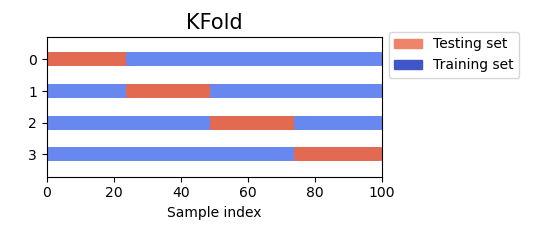 KFold
Testing set
Training set
0
1
2
3
0 20 40 60 80 100
Sample index